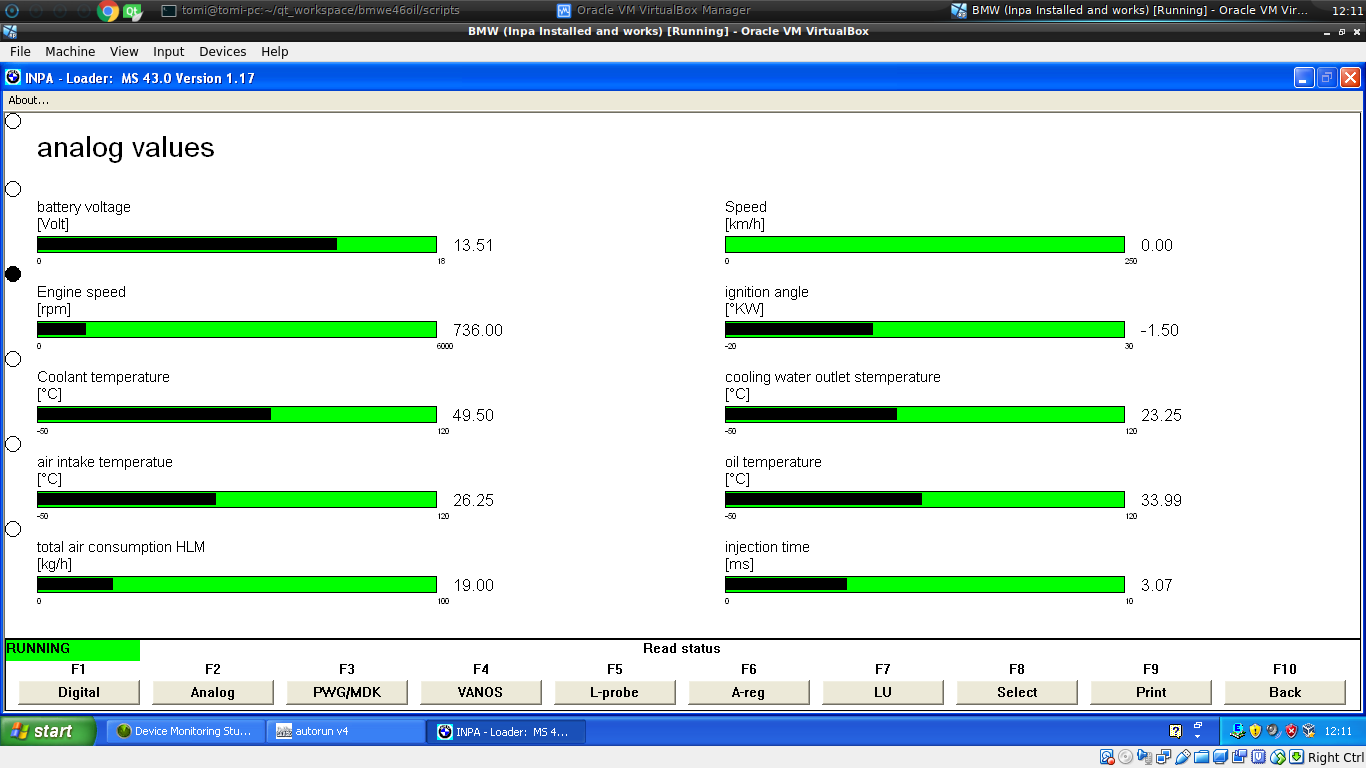 tomi@tomi-pc:~/qt_workspace/bmwe46oil/scripts
Oracle VM VirtualBox Manager
BMW (Inpa Installed and works) [Running] - Oracle VM Vir...
12:11
BMW (Inpa Installed and works) [Running] - Oracle VM VirtualBox
File Machine View Input Devices Help
INPA - Loader: MS 43.0 Version 1.17
About...
analog values
battery voltage
[Volt]
13.51
0 18
Speed
[km/h]
0.00
0 250
Engine speed
[rpm]
736.00
0 6000
ignition angle
[°KW]
-1.50
-20 30
Coolant temperature
[°C]
49.50
-50 120
cooling water outlet stemperature
[°C]
23.25
-50 120
air intake temperatue
[°C]
26.25
-50 120
oil temperature
[°C]
33.99
-50 120
total air consumption HLM
[kg/h]
19.00
0 100
injection time
[ms]
3.07
0 10
RUNNING
Read status
F1 F2 F3 F4 F5 F6 F7 F8 F9 F10
Digital Analog PWG/MDK VANOS L-probe A-reg LU Select Print Back
start
Device Monitoring Stu...
autorun v4
INPA - Loader: MS 4...
12:11
Right Ctrl